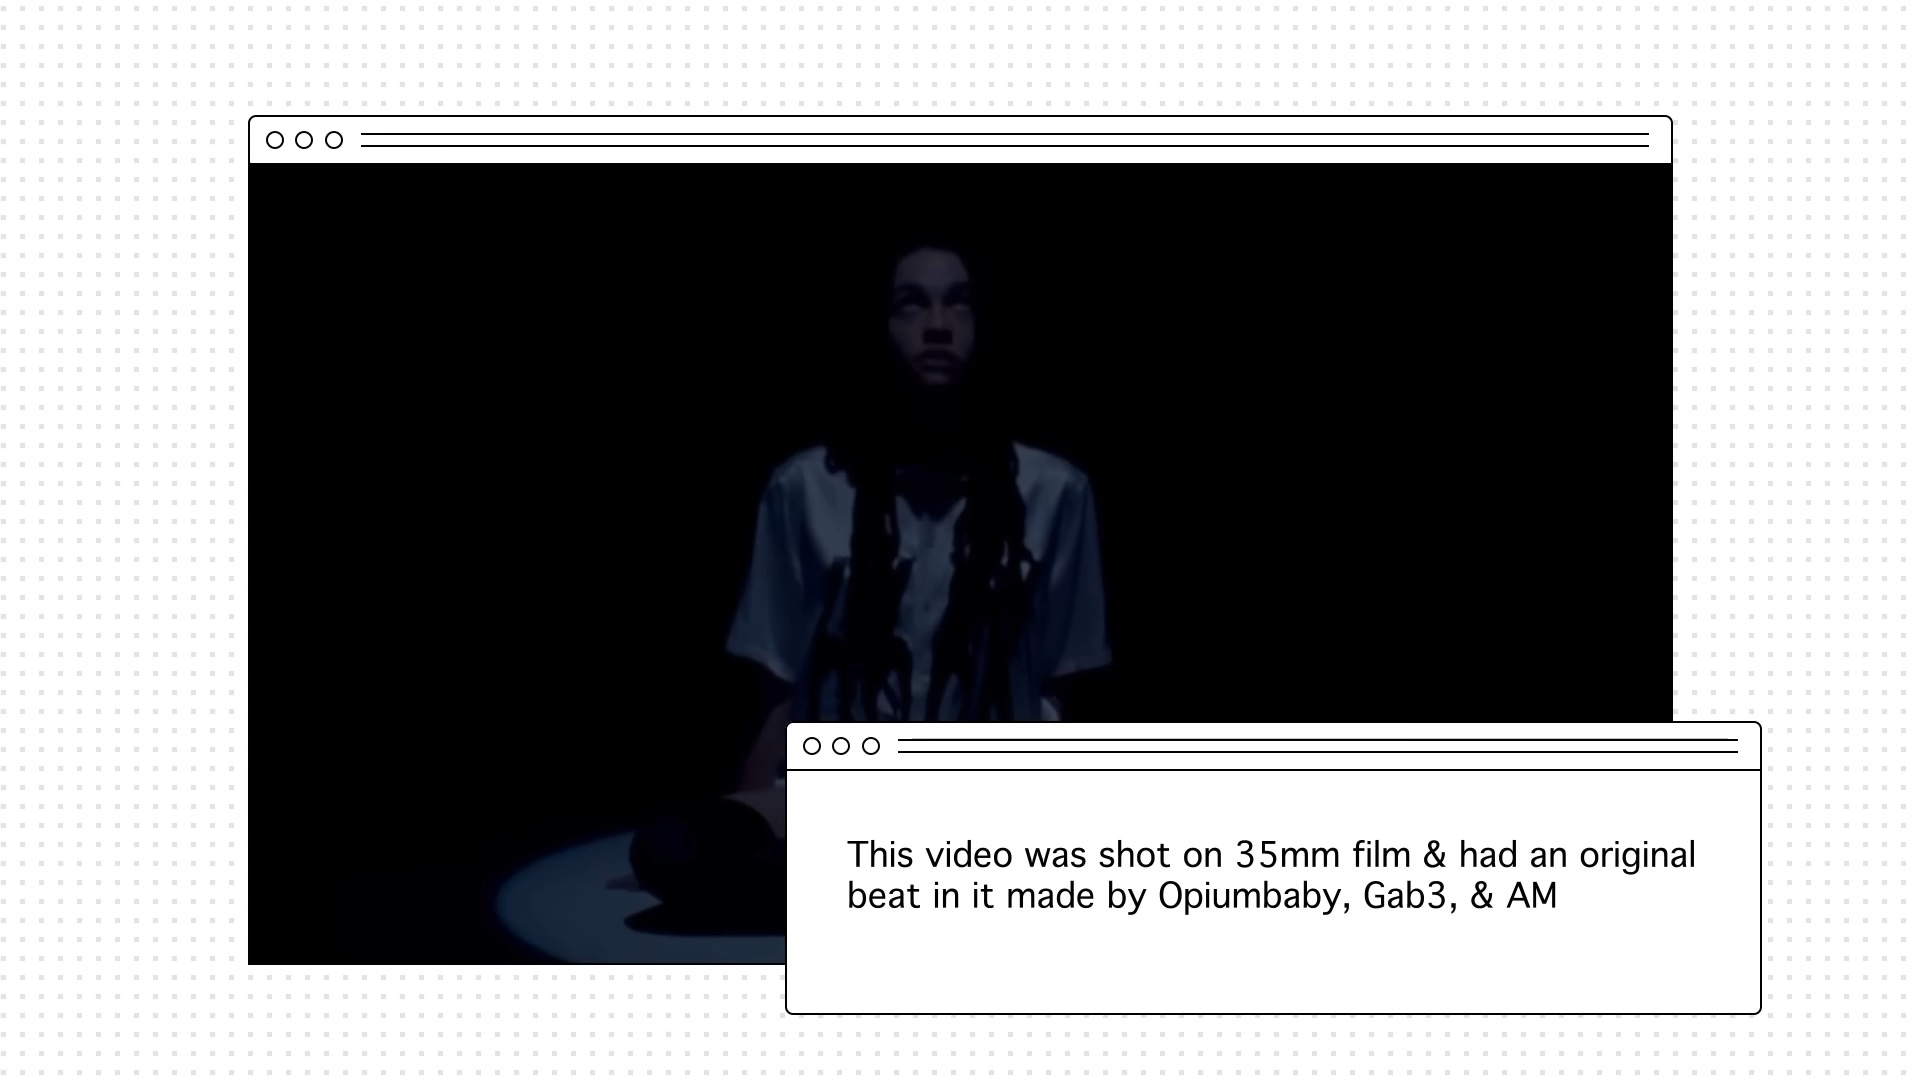 This video was shot on 35mm film & had an original
beat in it made by Opiumbaby, Gab3, & AM